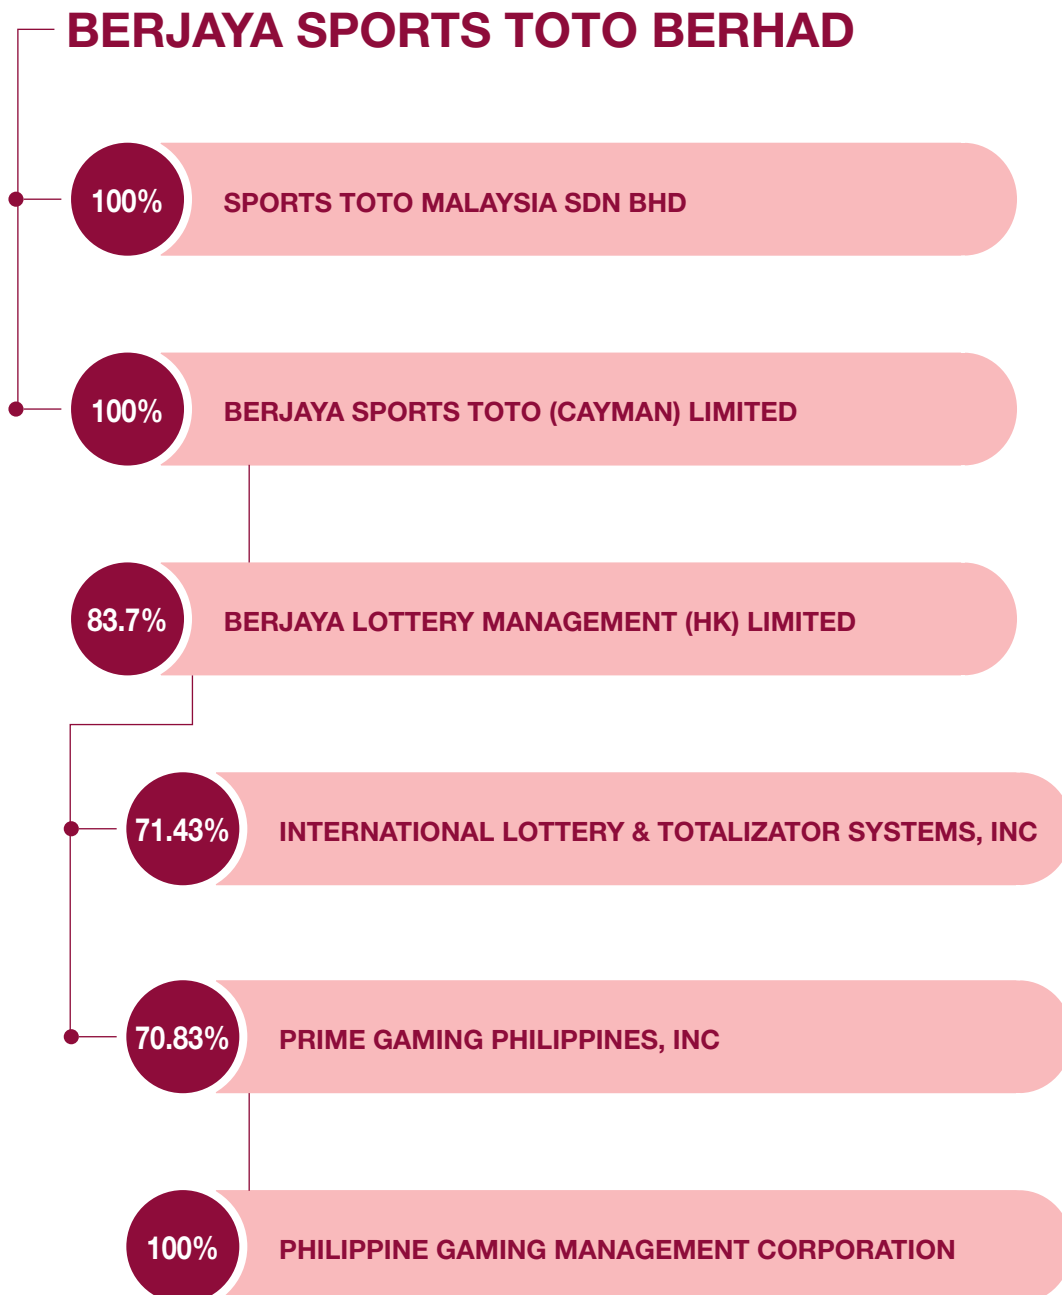 BERJAYA SPORTS TOTO BERHAD
100% SPORTS TOTO MALAYSIA SDN BHD
100% BERJAYA SPORTS TOTO (CAYMAN) LIMITED
83.7% BERJAYA LOTTERY MANAGEMENT (HK) LIMITED
71.43% INTERNATIONAL LOTTERY & TOTALIZATOR SYSTEMS, INC
70.83% PRIME GAMING PHILIPPINES, INC
100% PHILIPPINE GAMING MANAGEMENT CORPORATION